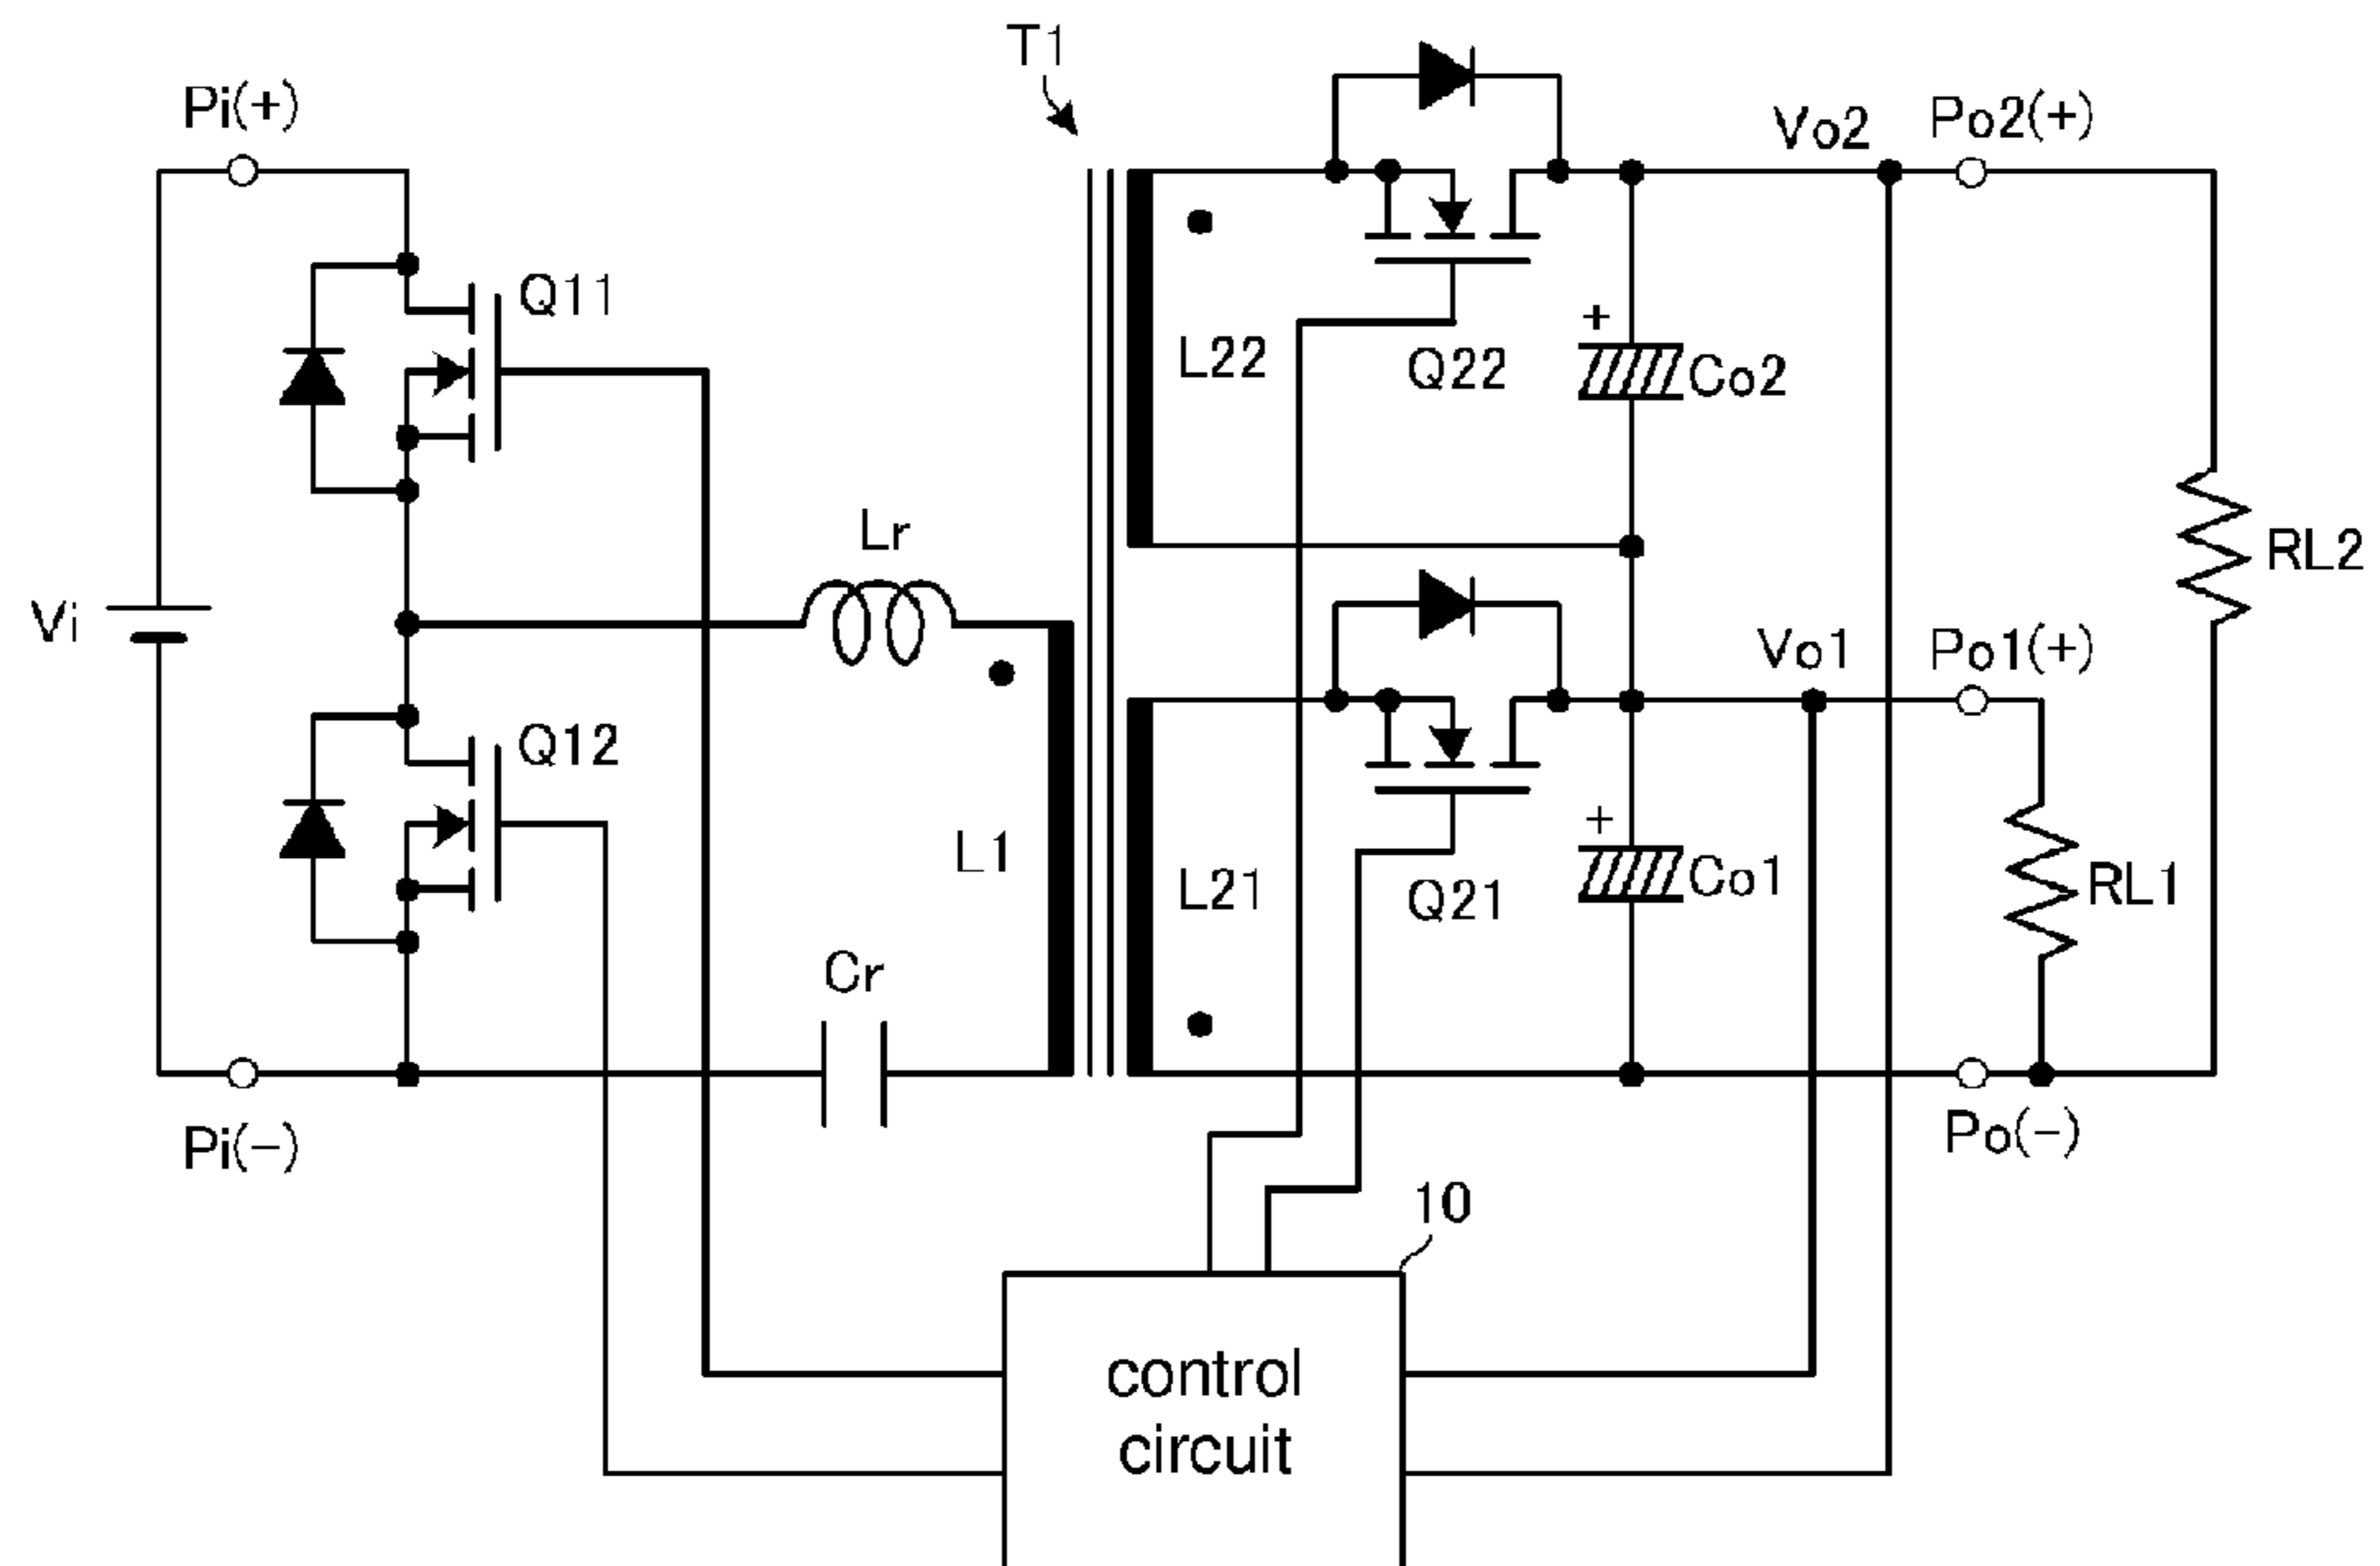 T1
Pi(+)
Vo2
Po2(+)
Q11
L22
Q22
+
Co2
Lr
RL2
Vi
Vo1
Po1(+)
Q12
L1
L21
Q21
+
Co1
RL1
Cr
Pi(−)
Po(−)
10
control
circuit